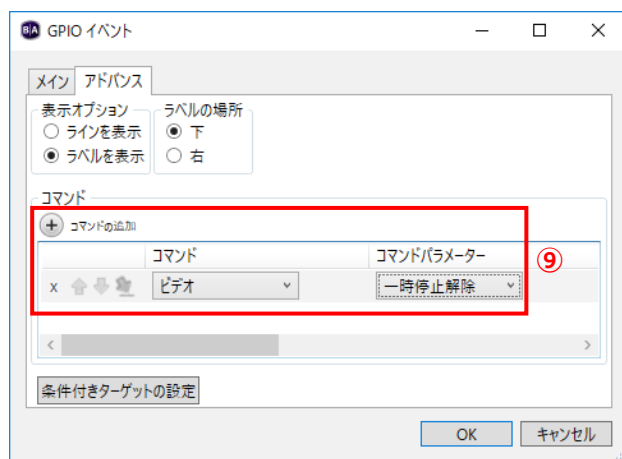 B/A GPIO イベント
メイン アドバンス
表示オプション ラベルの場所
ラインを表示 下
ラベルを表示 右
コマンド
コマンドの追加
コマンド コマンドパラメーター
⑨
x ビデオ 一時停止解除
条件付きターゲットの設定
OK キャンセル